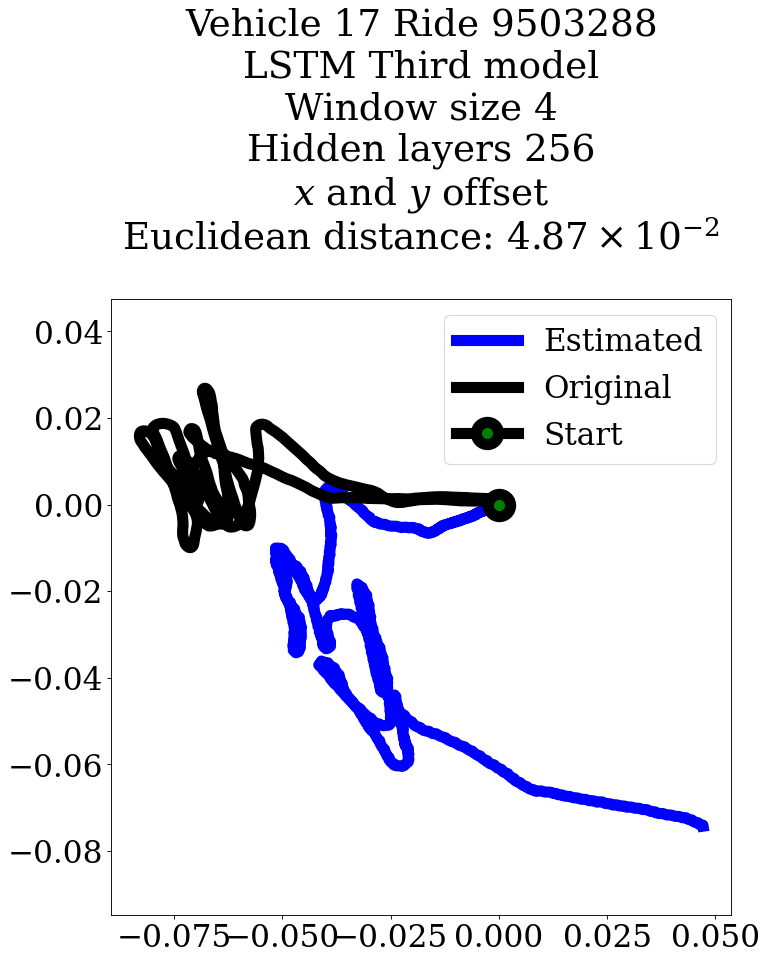 Vehicle 17 Ride 9503288
LSTM Third model
Window size 4
Hidden layers 256
x and y offset
Euclidean distance: 4.87 × 10⁻²
Estimated
Original
Start
0.04
0.02
0.00
−0.02
−0.04
−0.06
−0.08
−0.075 −0.050 −0.025 0.000 0.025 0.050